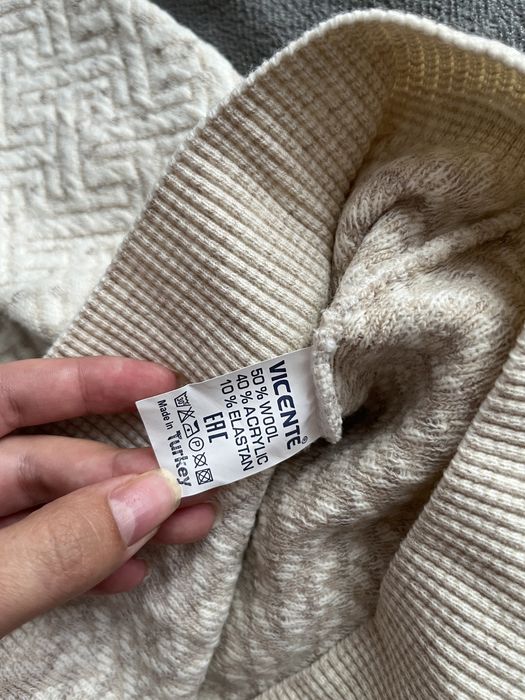 VICENTE®
50% WOOL
40% ACRYLIC
10% ELASTAN
EAC
Made in Turkey